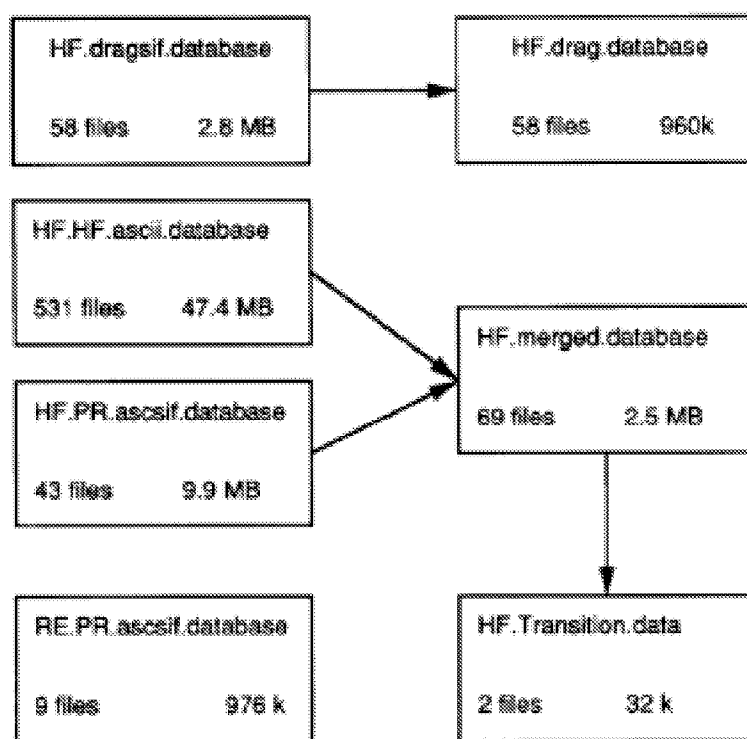 HF.dragsif.database
58 files 2.8 MB
HF.drag.database
58 files 960k
HF.HF.ascii.database
531 files 47.4 MB
HF.merged.database
69 files 2.5 MB
HF.PR.ascsif.database
43 files 9.9 MB
RE.PR.ascsif.database
9 files 976 k
HF.Transition.data
2 files 32 k